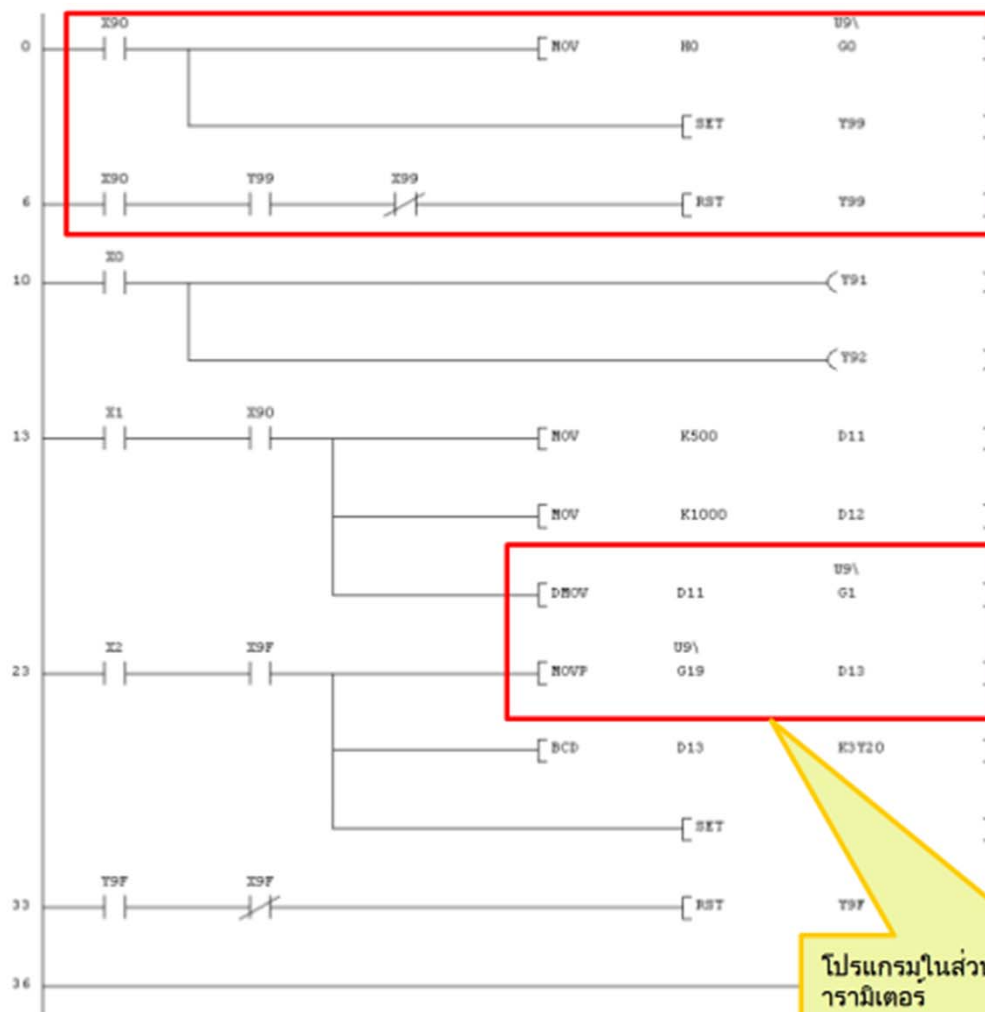 X90 U9\
0 MOV H0 G0
SET Y99
X90 Y99 X99
6 RST Y99
X0
10 Y91
Y92
X1 X90
13 MOV K500 D11
MOV K1000 D12
U9\
DMOV D11 G1
X2 X9F U9\
23 MOVP G19 D13
BCD D13 K3Y20
SET
Y9F X9F
33 RST Y9F
36
โปรแกรมในส่วน
ารามิเตอร์